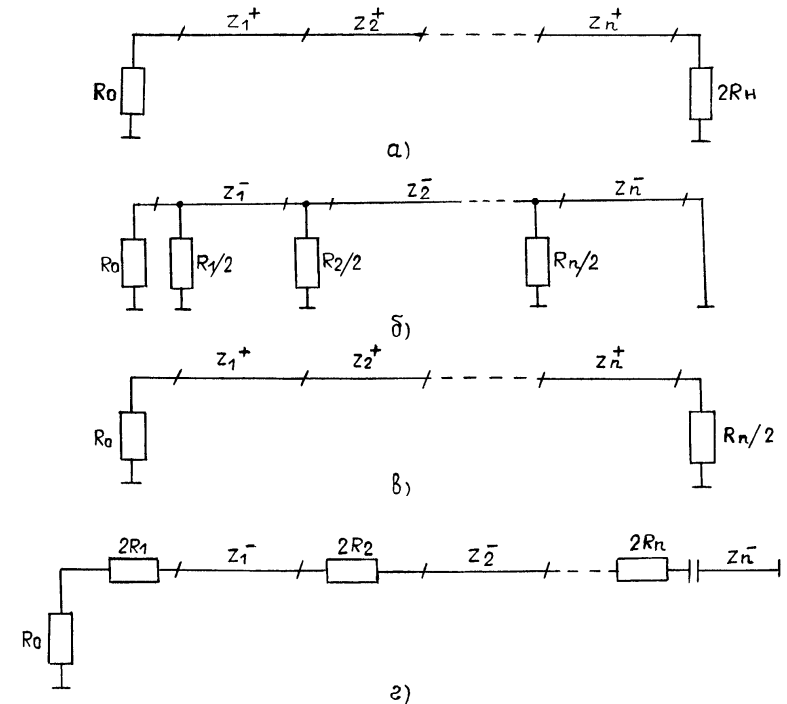 Z1+ Z2+ Zn+
R0 2Rн
а)
Z1- Z2- Zn-
R0 R1/2 R2/2 Rn/2
б)
Z1+ Z2+ Zn+
R0 Rn/2
в)
2R1 Z1- 2R2 Z2- 2Rn Zn-
R0
г)